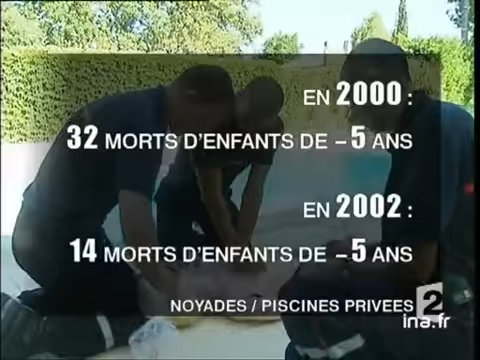 EN 2000 :
32 MORTS D'ENFANTS DE – 5 ANS
EN 2002 :
14 MORTS D'ENFANTS DE – 5 ANS
NOYADES / PISCINES PRIVEES
2
ina.fr